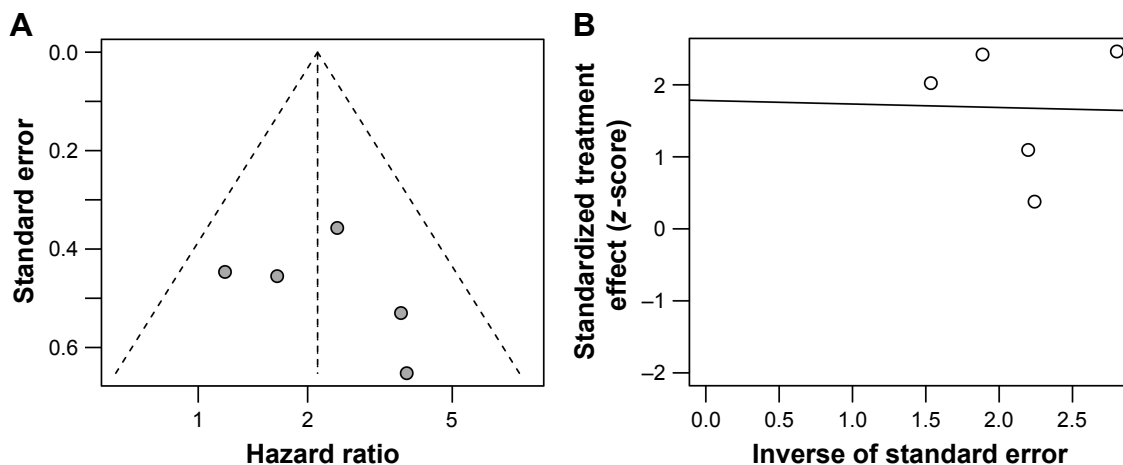 A
0.0
0.2
0.4
0.6
Standard error
1
2
5
Hazard ratio
B
2
1
0
–1
–2
Standardized treatment
effect (z-score)
0.0
0.5
1.0
1.5
2.0
2.5
Inverse of standard error